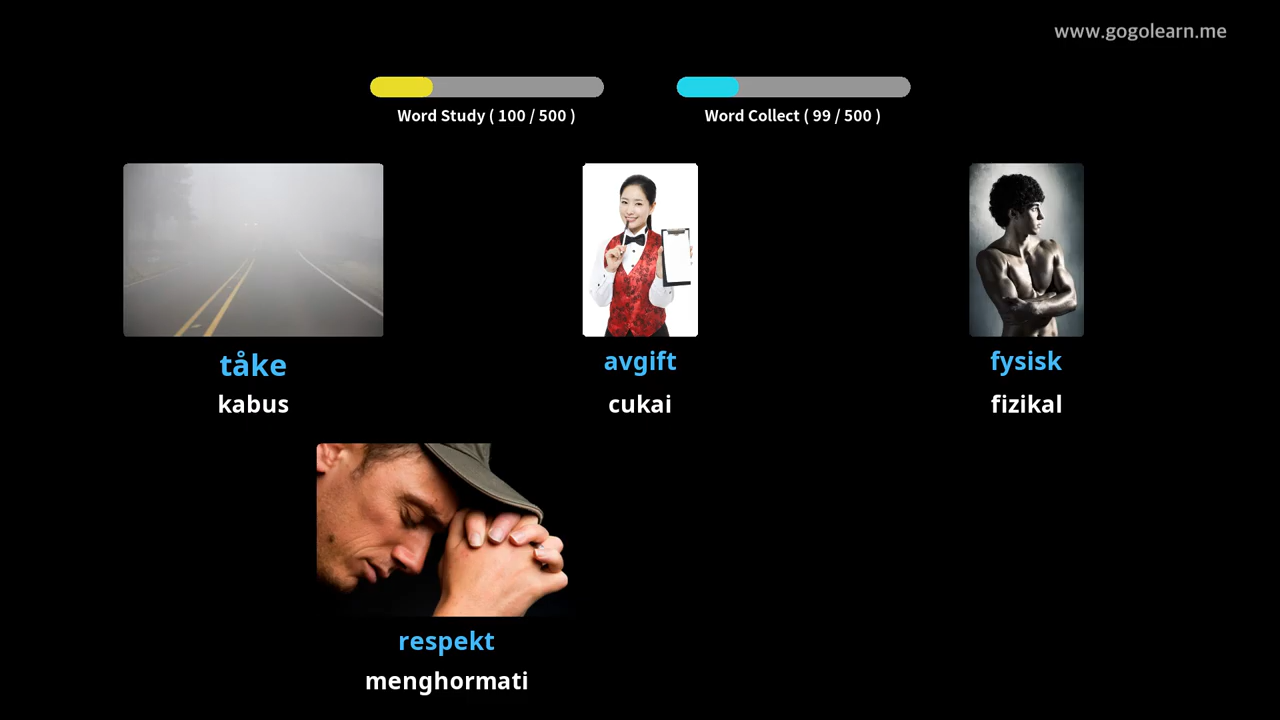 www.gogolearn.me
Word Study ( 100 / 500 )
Word Collect ( 99 / 500 )
tåke
kabus
avgift
cukai
fysisk
fizikal
respekt
menghormati